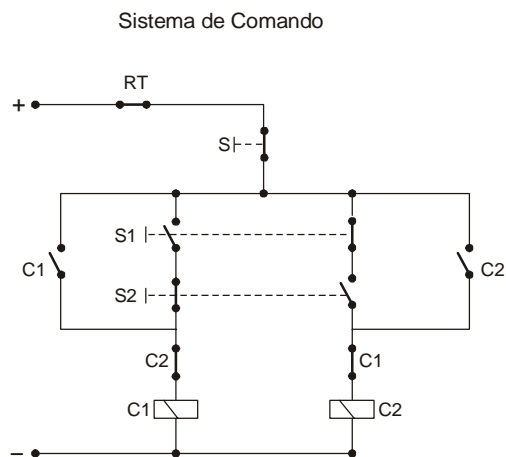 Sistema de Comando
RT
+
S
S1
C1
C2
S2
C2
C1
C1
C2
–